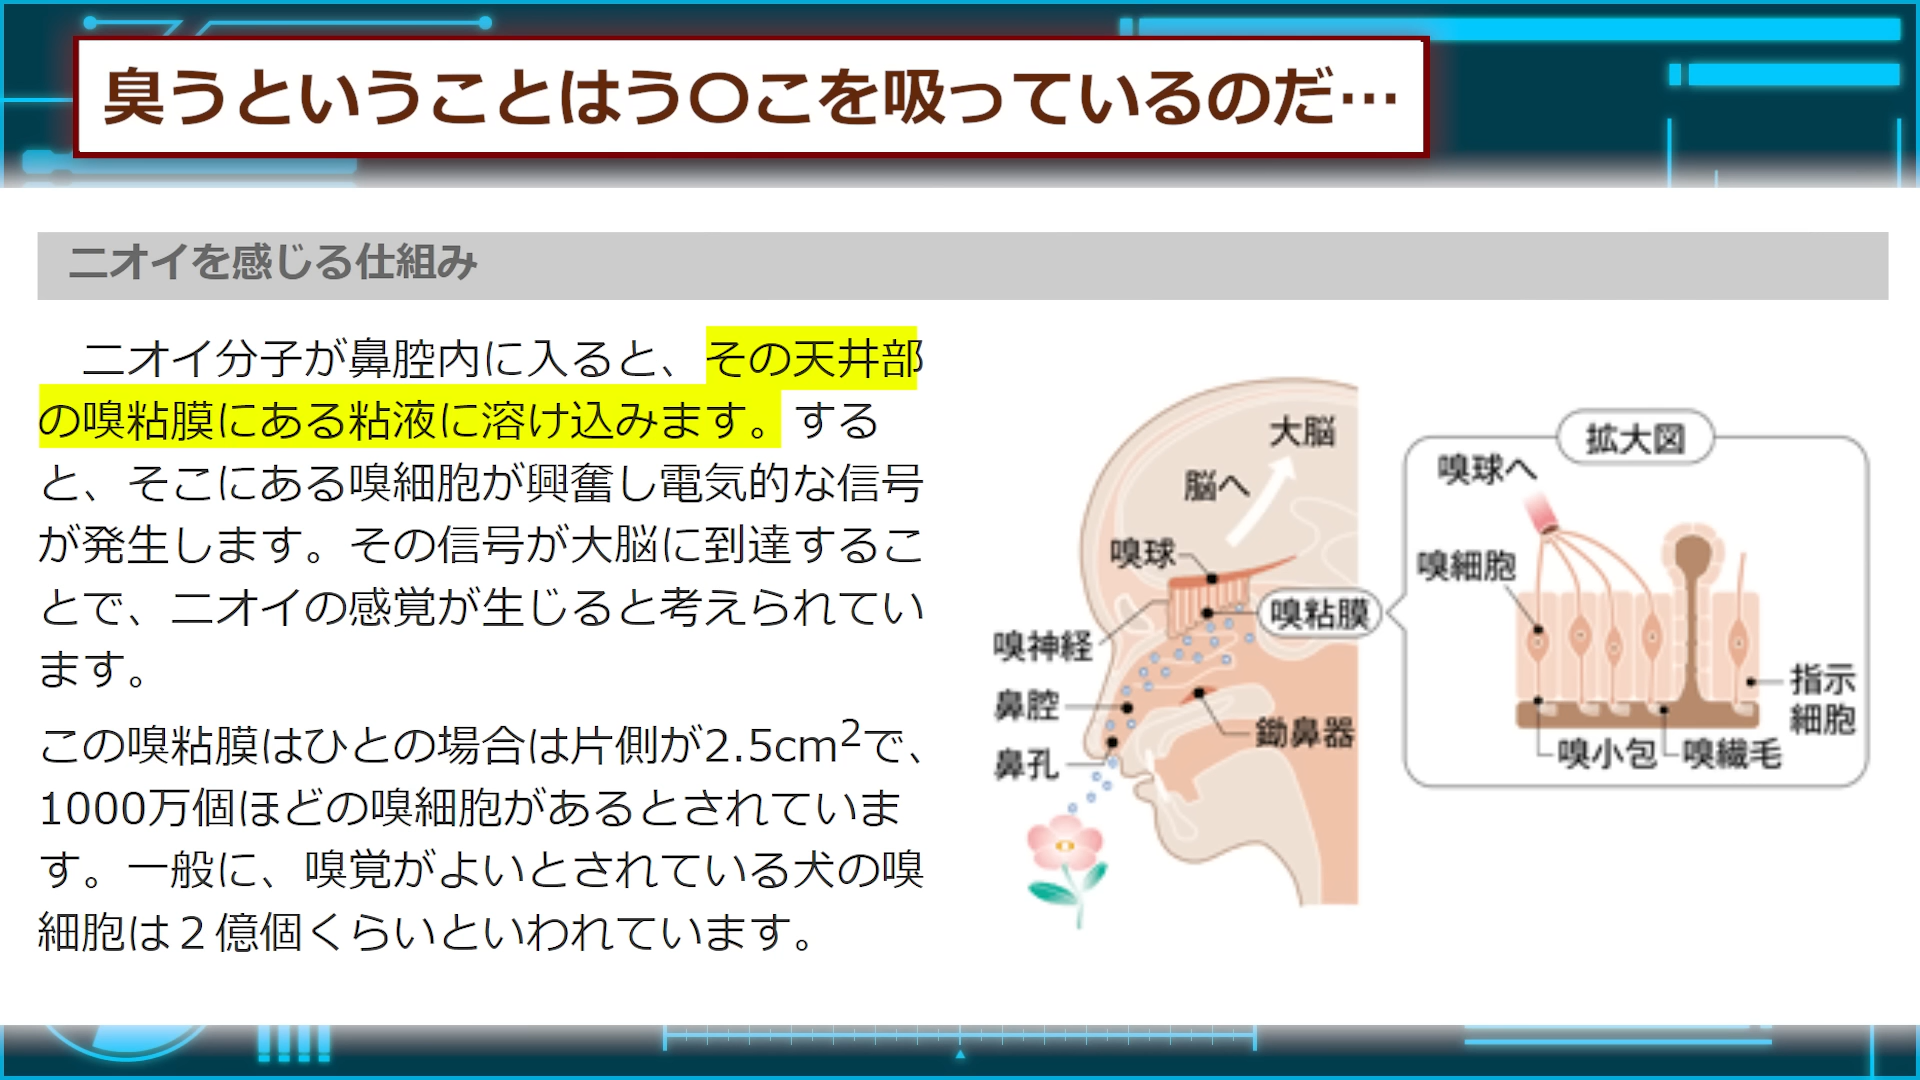 臭うということはう〇こを吸っているのだ…
ニオイを感じる仕組み
ニオイ分子が鼻腔内に入ると、その天井部
の嗅粘膜にある粘液に溶け込みます。する
と、そこにある嗅細胞が興奮し電気的な信号
が発生します。その信号が大脳に到達するこ
とで、ニオイの感覚が生じると考えられてい
ます。
この嗅粘膜はひとの場合は片側が2.5cm²で、
1000万個ほどの嗅細胞があるとされていま
す。一般に、嗅覚がよいとされている犬の嗅
細胞は２億個くらいといわれています。
大脳
脳へ
嗅球
嗅粘膜
嗅神経
鼻腔
鋤鼻器
鼻孔
拡大図
嗅球へ
嗅細胞
指示
細胞
嗅小包
嗅繊毛